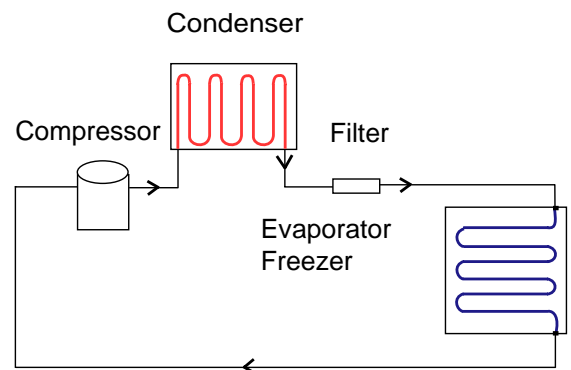 Condenser
Compressor
Filter
Evaporator
Freezer